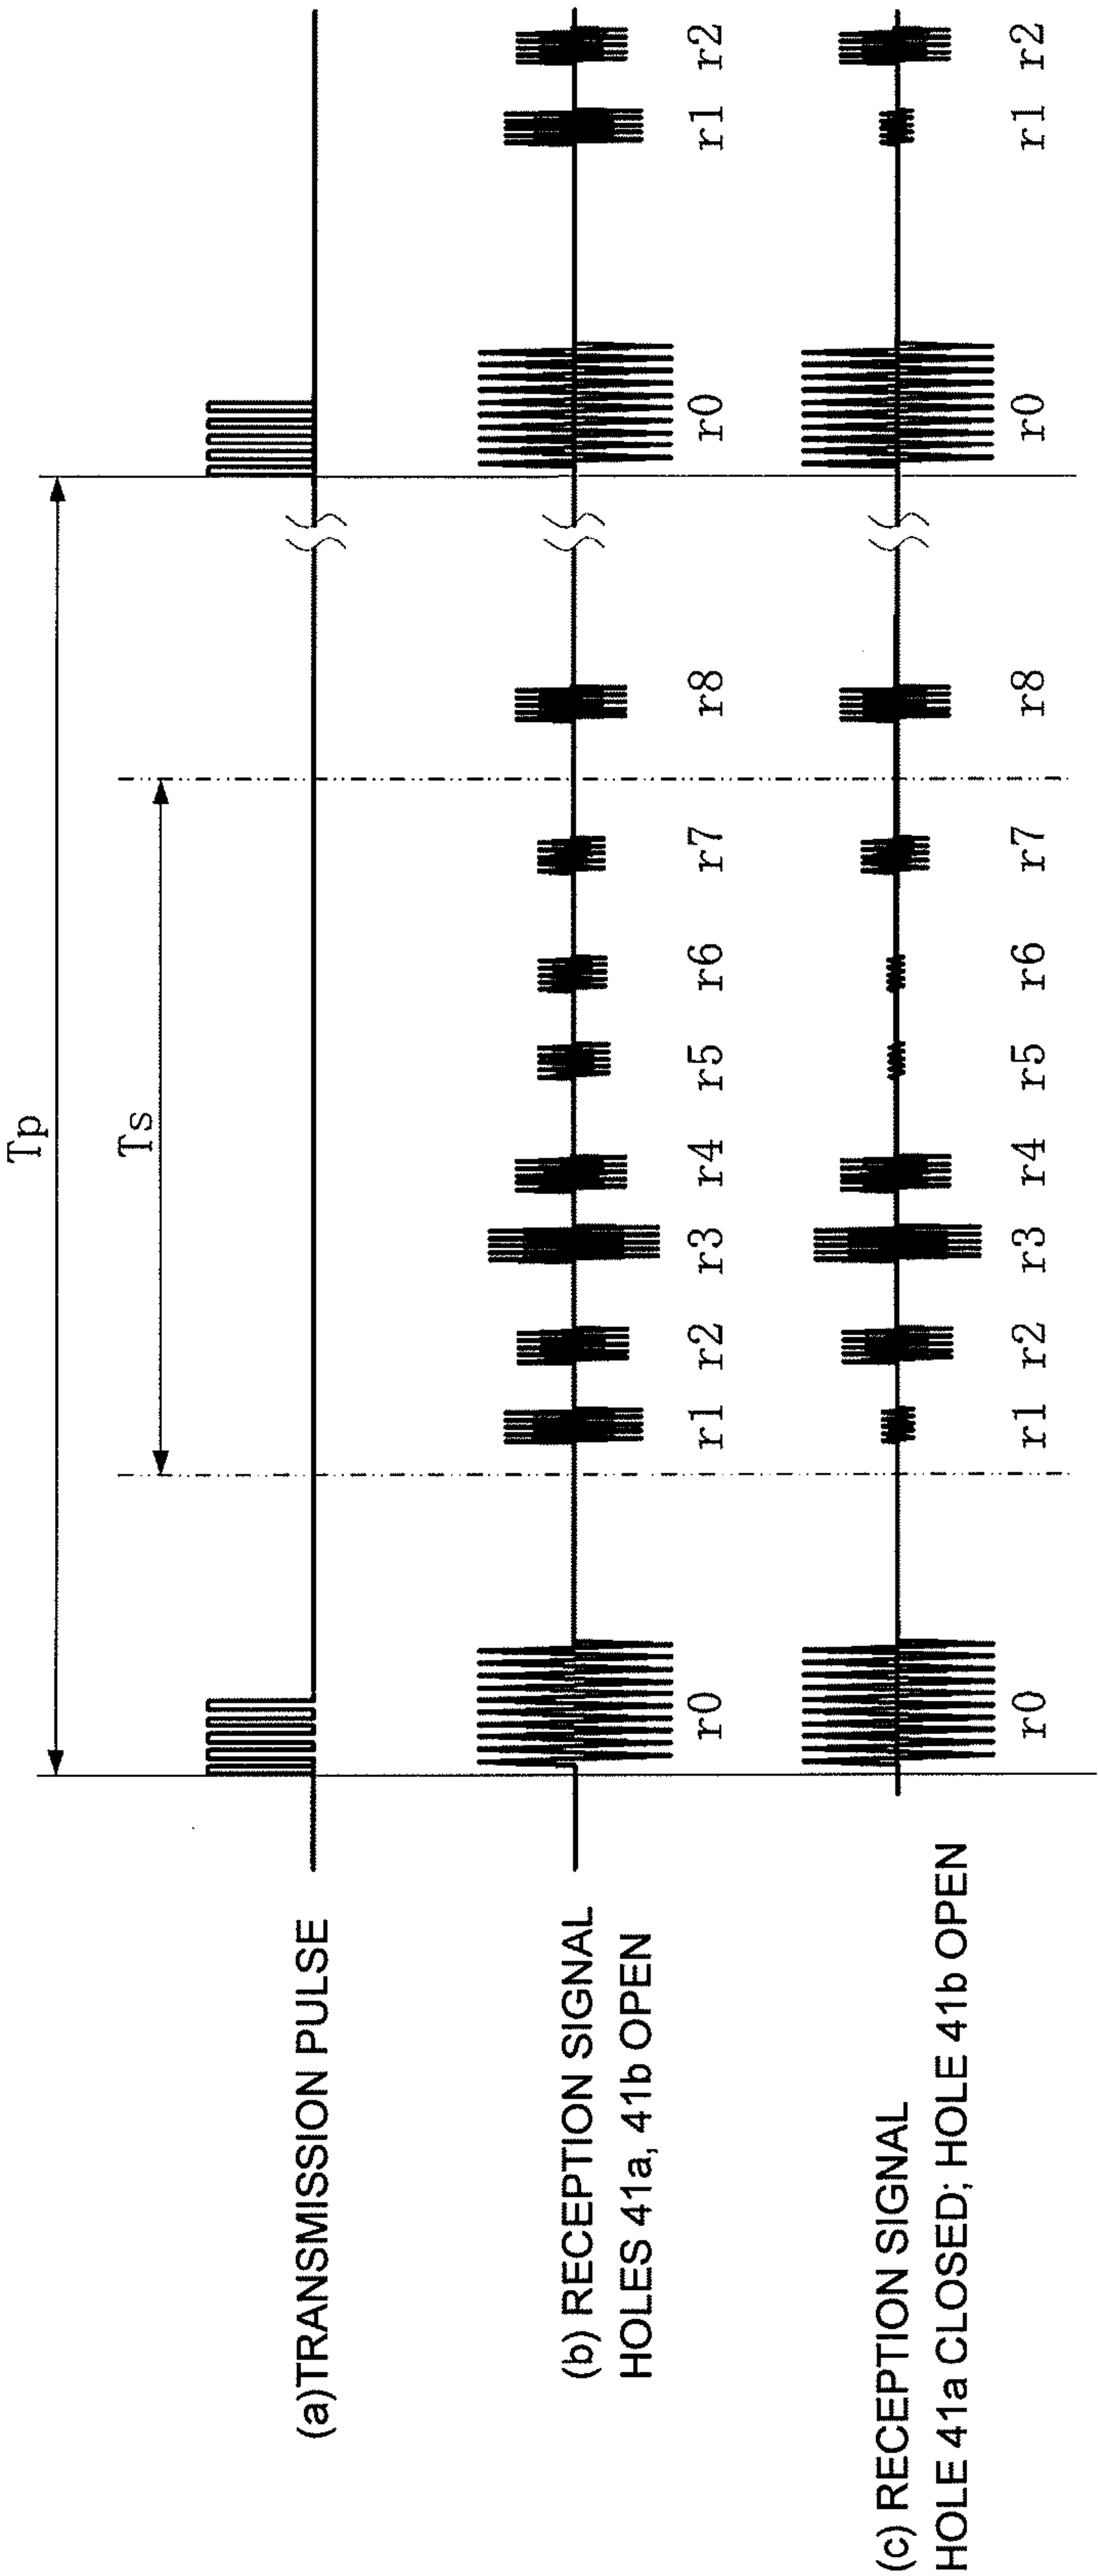 Tp
Ts
(a)TRANSMISSION PULSE
(b) RECEPTION SIGNAL
HOLES 41a, 41b OPEN
r0 r1 r2 r3 r4 r5 r6 r7 r8 r0 r1 r2
(c) RECEPTION SIGNAL
HOLE 41a CLOSED; HOLE 41b OPEN
r0 r1 r2 r3 r4 r5 r6 r7 r8 r0 r1 r2